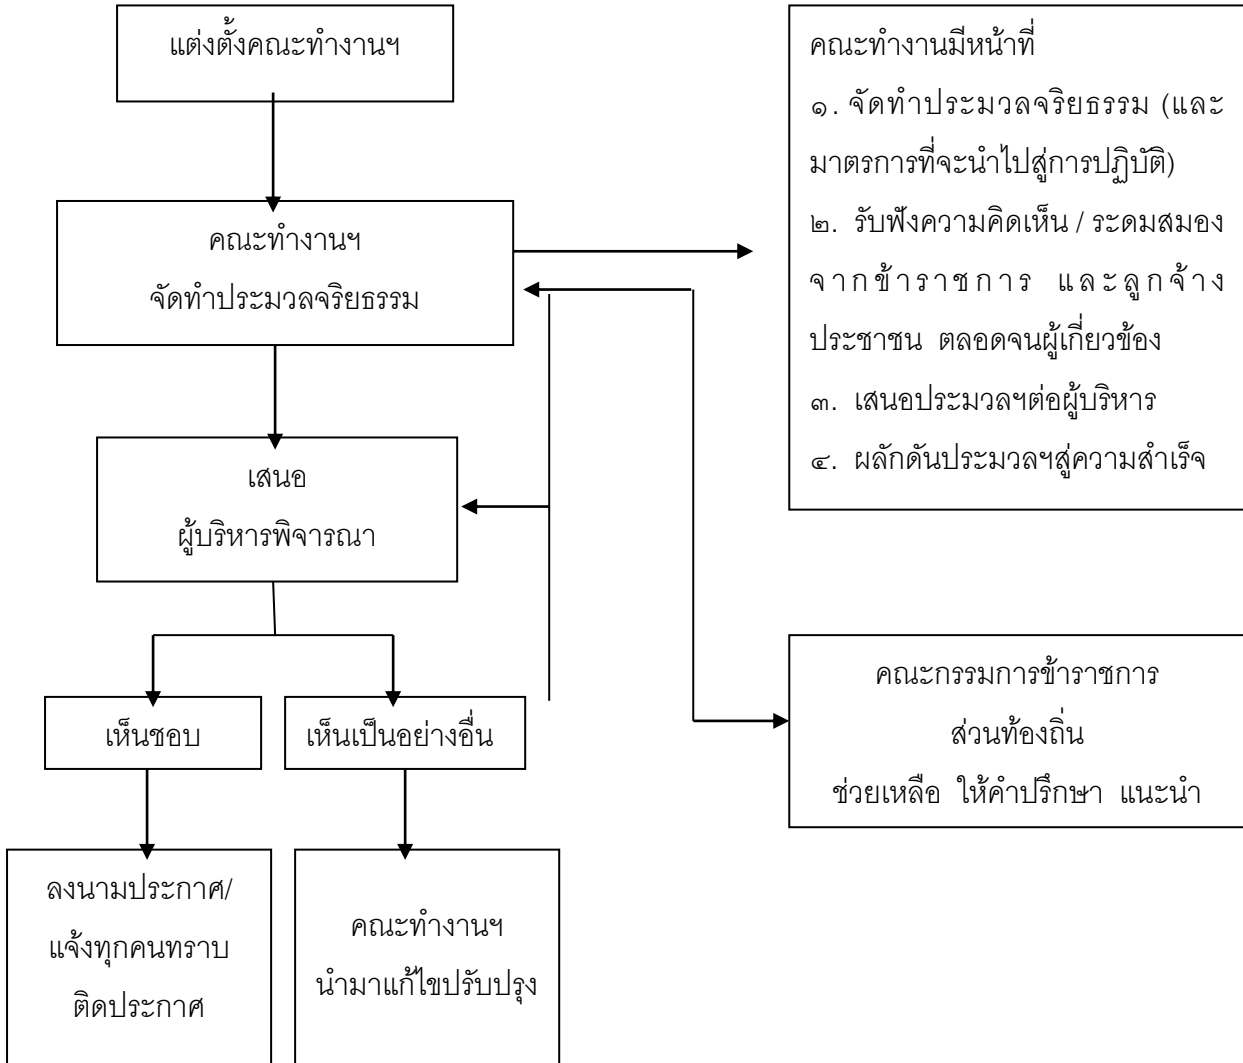 แต่งตั้งคณะทำงานฯ
คณะทำงานฯ
จัดทำประมวลจริยธรรม
เสนอ
ผู้บริหารพิจารณา
เห็นชอบ
เห็นเป็นอย่างอื่น
ลงนามประกาศ/
แจ้งทุกคนทราบ
ติดประกาศ
คณะทำงานฯ
นำมาแก้ไขปรับปรุง
คณะทำงานมีหน้าที่
๑. จัดทำประมวลจริยธรรม (และ
มาตรการที่จะนำไปสู่การปฏิบัติ)
๒. รับฟังความคิดเห็น / ระดมสมอง
จากข้าราชการ และลูกจ้าง
ประชาชน ตลอดจนผู้เกี่ยวข้อง
๓. เสนอประมวลฯต่อผู้บริหาร
๔. ผลักดันประมวลฯสู่ความสำเร็จ
คณะกรรมการข้าราชการ
ส่วนท้องถิ่น
ช่วยเหลือ ให้คำปรึกษา แนะนำ